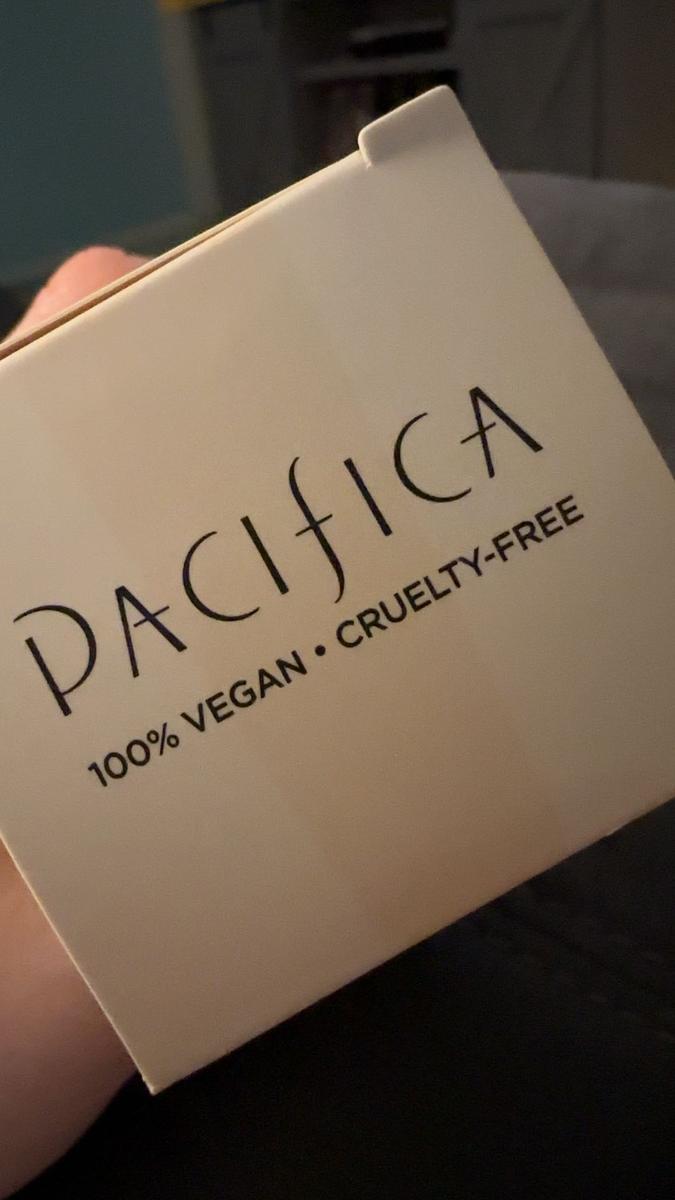 PACIfICA
100% VEGAN • CRUELTY-FREE